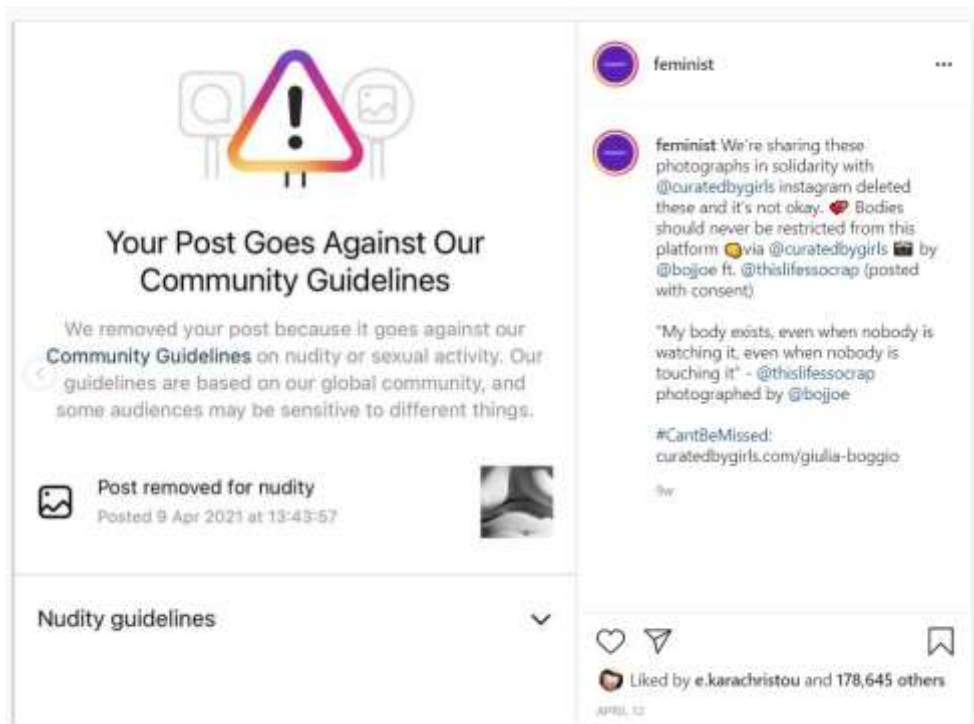 Your Post Goes Against Our
Community Guidelines
We removed your post because it goes against our
Community Guidelines on nudity or sexual activity. Our
guidelines are based on our global community, and
some audiences may be sensitive to different things.
Post removed for nudity
Posted 9 Apr 2021 at 13:43:57
Nudity guidelines
feminist
feminist We're sharing these
photographs in solidarity with
@curatedbygirls instagram deleted
these and it's not okay. 💞 Bodies
should never be restricted from this
platform 👊via @curatedbygirls 📸 by
@bojjoe ft. @thislifessocrap (posted
with consent)
"My body exists, even when nobody is
watching it, even when nobody is
touching it" - @thislifessocrap
photographed by @bojjoe
#CantBeMissed:
curatedbygirls.com/giulia-boggio
9w
Liked by e.karachristou and 178,645 others
APRIL 12